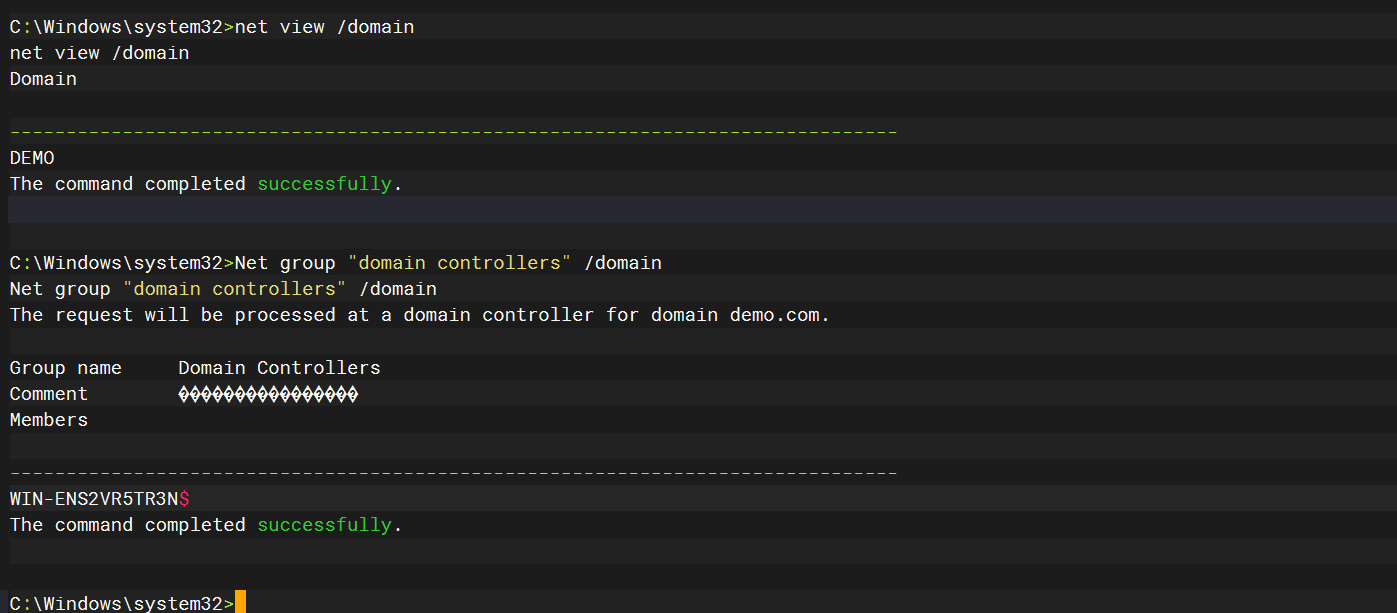 C:\Windows\system32>net view /domain
net view /domain
Domain
-------------------------------------------------------------------------------
DEMO
The command completed successfully.
C:\Windows\system32>Net group "domain controllers" /domain
Net group "domain controllers" /domain
The request will be processed at a domain controller for domain demo.com.
Group name     Domain Controllers
Comment        ����������������
Members
-------------------------------------------------------------------------------
WIN-ENS2VR5TR3N$
The command completed successfully.
C:\Windows\system32>